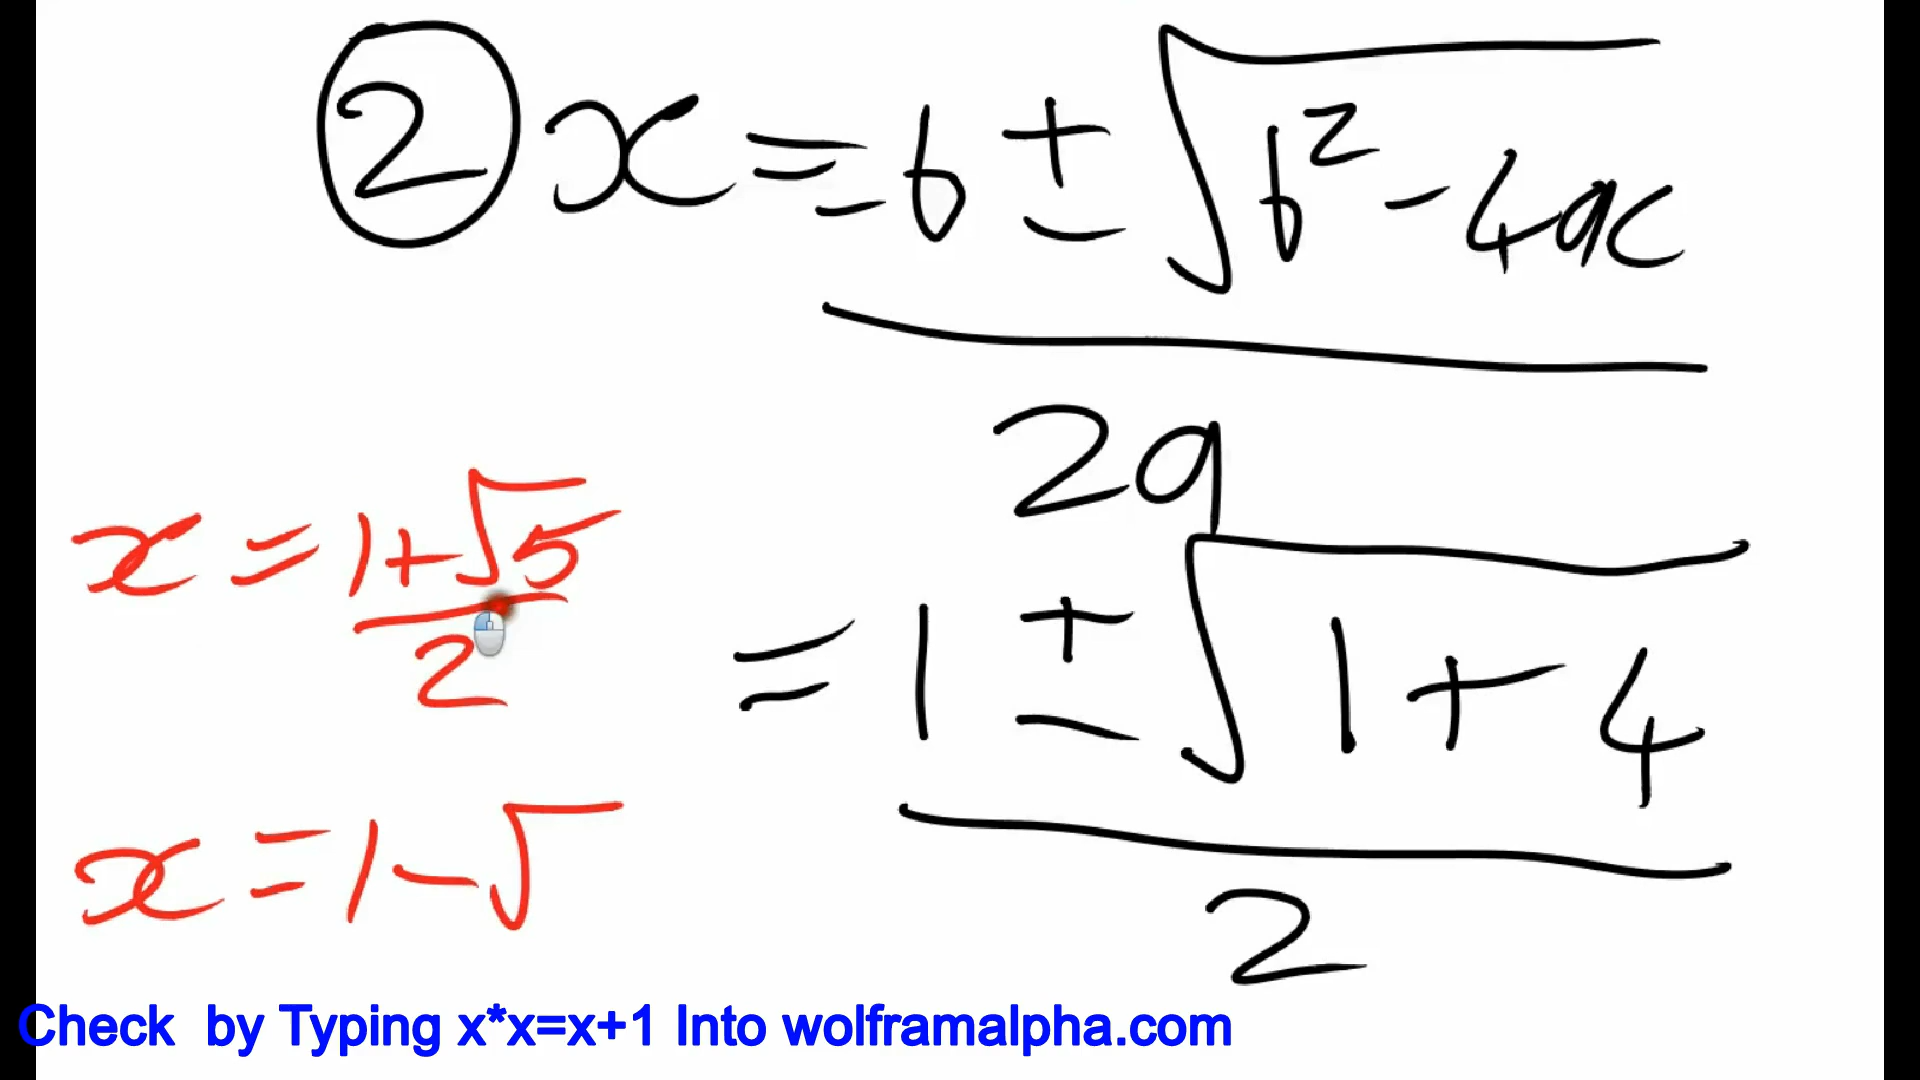 ② x = -b ± √b² - 4ac
2a
x = 1 + √5
2
= 1 ± √1 + 4
2
x = 1 - √
Check by Typing x*x=x+1 Into wolframalpha.com